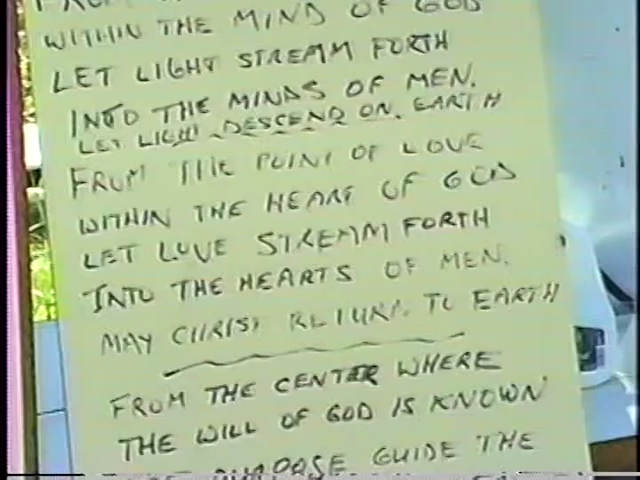 FROM
WITHIN THE MIND OF GOD
LET LIGHT STREAM FORTH
INTO THE MINDS OF MEN.
LET LIGHT DESCEND ON EARTH
FROM THE POINT OF LOVE
WITHIN THE HEART OF GOD
LET LOVE STREAM FORTH
INTO THE HEARTS OF MEN.
MAY CHRIST RETURN TO EARTH
FROM THE CENTER WHERE
THE WILL OF GOD IS KNOWN
GUIDE THE